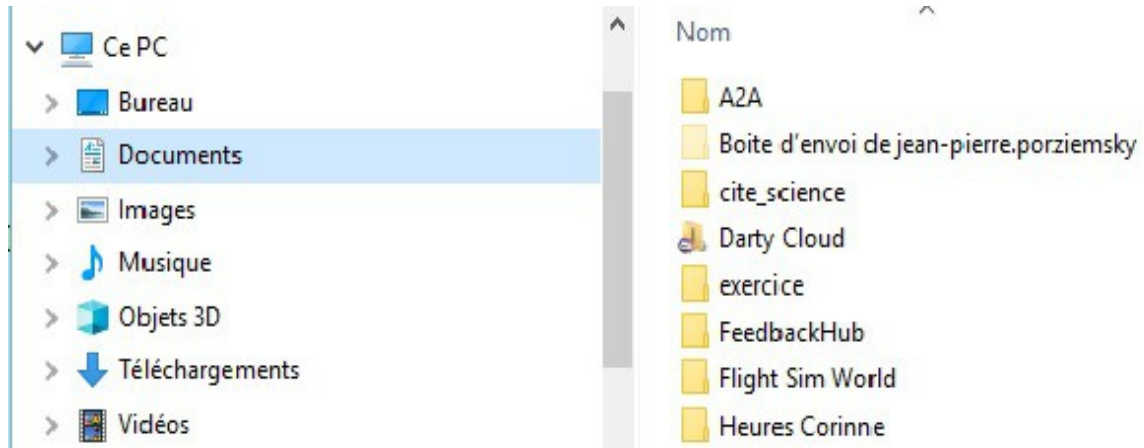 Ce PC
Bureau
Documents
Images
Musique
Objets 3D
Téléchargements
Vidéos
Nom
A2A
Boite d'envoi de jean-pierre.porziemsky
cite_science
Darty Cloud
exercice
FeedbackHub
Flight Sim World
Heures Corinne